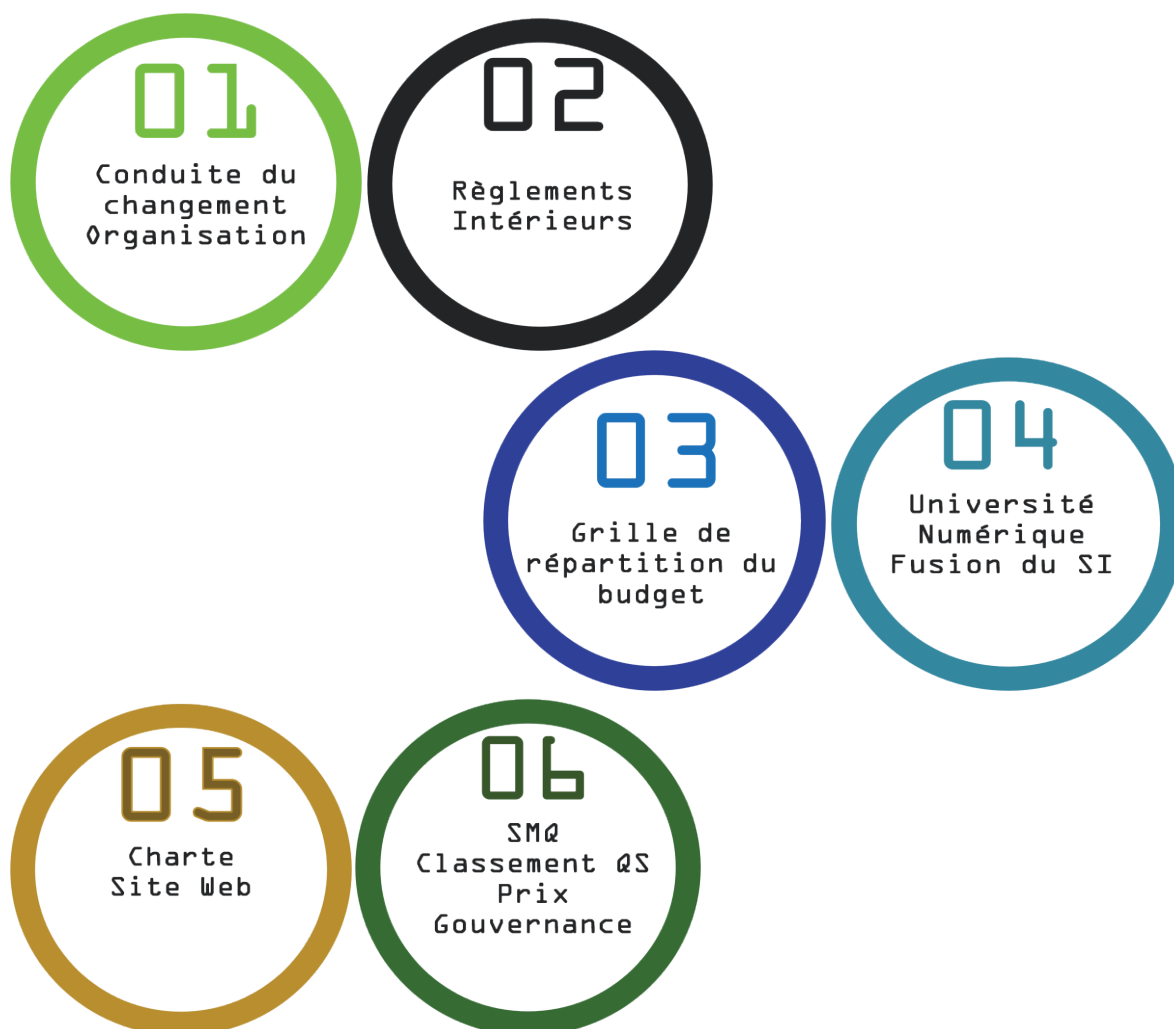 01
Conduite du
changement
Organisation
02
Règlements
Intérieurs
03
Grille de
répartition du
budget
04
Université
Numérique
Fusion du SI
05
Charte
Site Web
06
SMQ
Classement QS
Prix
Gouvernance